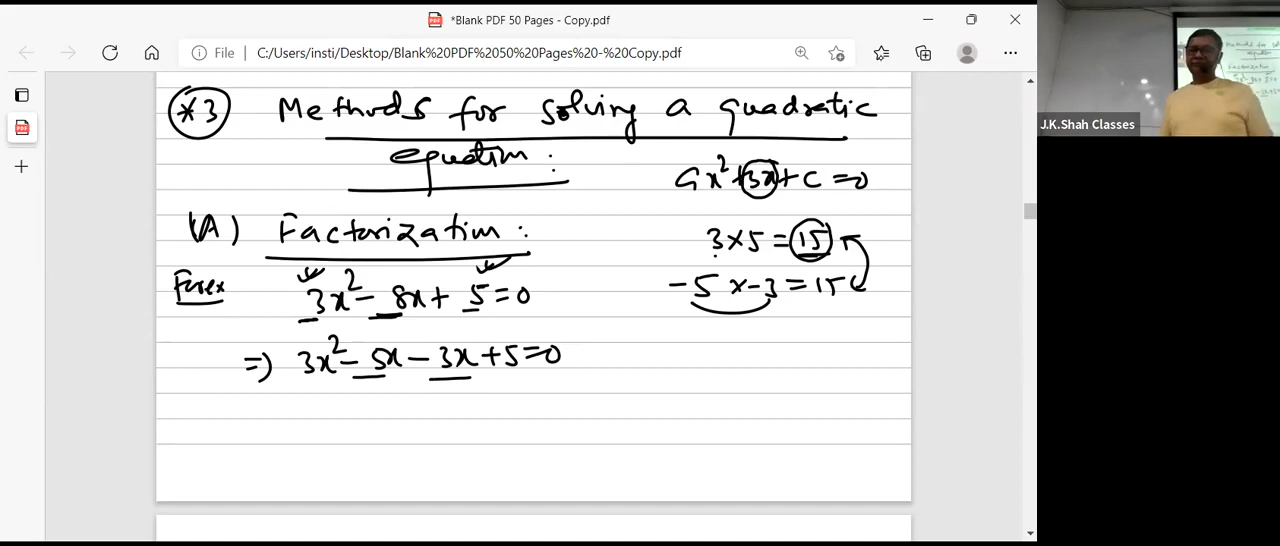 *Blank PDF 50 Pages - Copy.pdf
File C:/Users/insti/Desktop/Blank%20PDF%2050%20Pages%20-%20Copy.pdf
*3 Methods for solving a quadratic
equation :
ax² + bx + c = 0
(A) Factorization :
3 x 5 = 15
-5 x -3 = 15
For ex
3x² - 8x + 5 = 0
=) 3x² - 5x - 3x + 5 = 0
J.K.Shah Classes